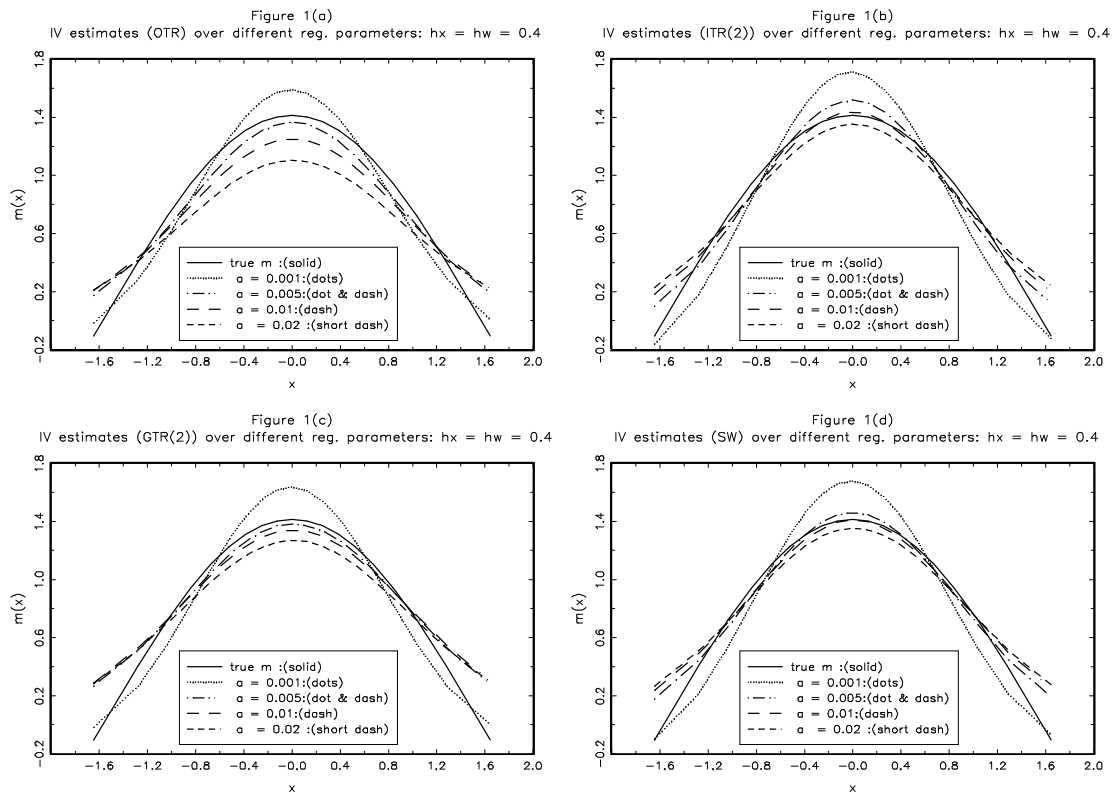 Figure 1(a)
IV estimates (OTR) over different reg. parameters: hx = hw = 0.4
m(x)
1.8
1.4
1.0
0.6
0.2
−0.2
true m :(solid)
a = 0.001:(dots)
a = 0.005:(dot & dash)
a = 0.01:(dash)
a = 0.02 :(short dash)
−1.6 −1.2 −0.8 −0.4 −0.0 0.4 0.8 1.2 1.6 2.0
x
Figure 1(b)
IV estimates (ITR(2)) over different reg. parameters: hx = hw = 0.4
m(x)
1.8
1.4
1.0
0.6
0.2
−0.2
true m :(solid)
a = 0.001:(dots)
a = 0.005:(dot & dash)
a = 0.01:(dash)
a = 0.02 :(short dash)
−1.6 −1.2 −0.8 −0.4 −0.0 0.4 0.8 1.2 1.6 2.0
x
Figure 1(c)
IV estimates (GTR(2)) over different reg. parameters: hx = hw = 0.4
m(x)
1.8
1.4
1.0
0.6
0.2
−0.2
true m :(solid)
a = 0.001:(dots)
a = 0.005:(dot & dash)
a = 0.01:(dash)
a = 0.02 :(short dash)
−1.6 −1.2 −0.8 −0.4 −0.0 0.4 0.8 1.2 1.6 2.0
x
Figure 1(d)
IV estimates (SW) over different reg. parameters: hx = hw = 0.4
m(x)
1.8
1.4
1.0
0.6
0.2
−0.2
true m :(solid)
a = 0.001:(dots)
a = 0.005:(dot & dash)
a = 0.01:(dash)
a = 0.02 :(short dash)
−1.6 −1.2 −0.8 −0.4 −0.0 0.4 0.8 1.2 1.6 2.0
x